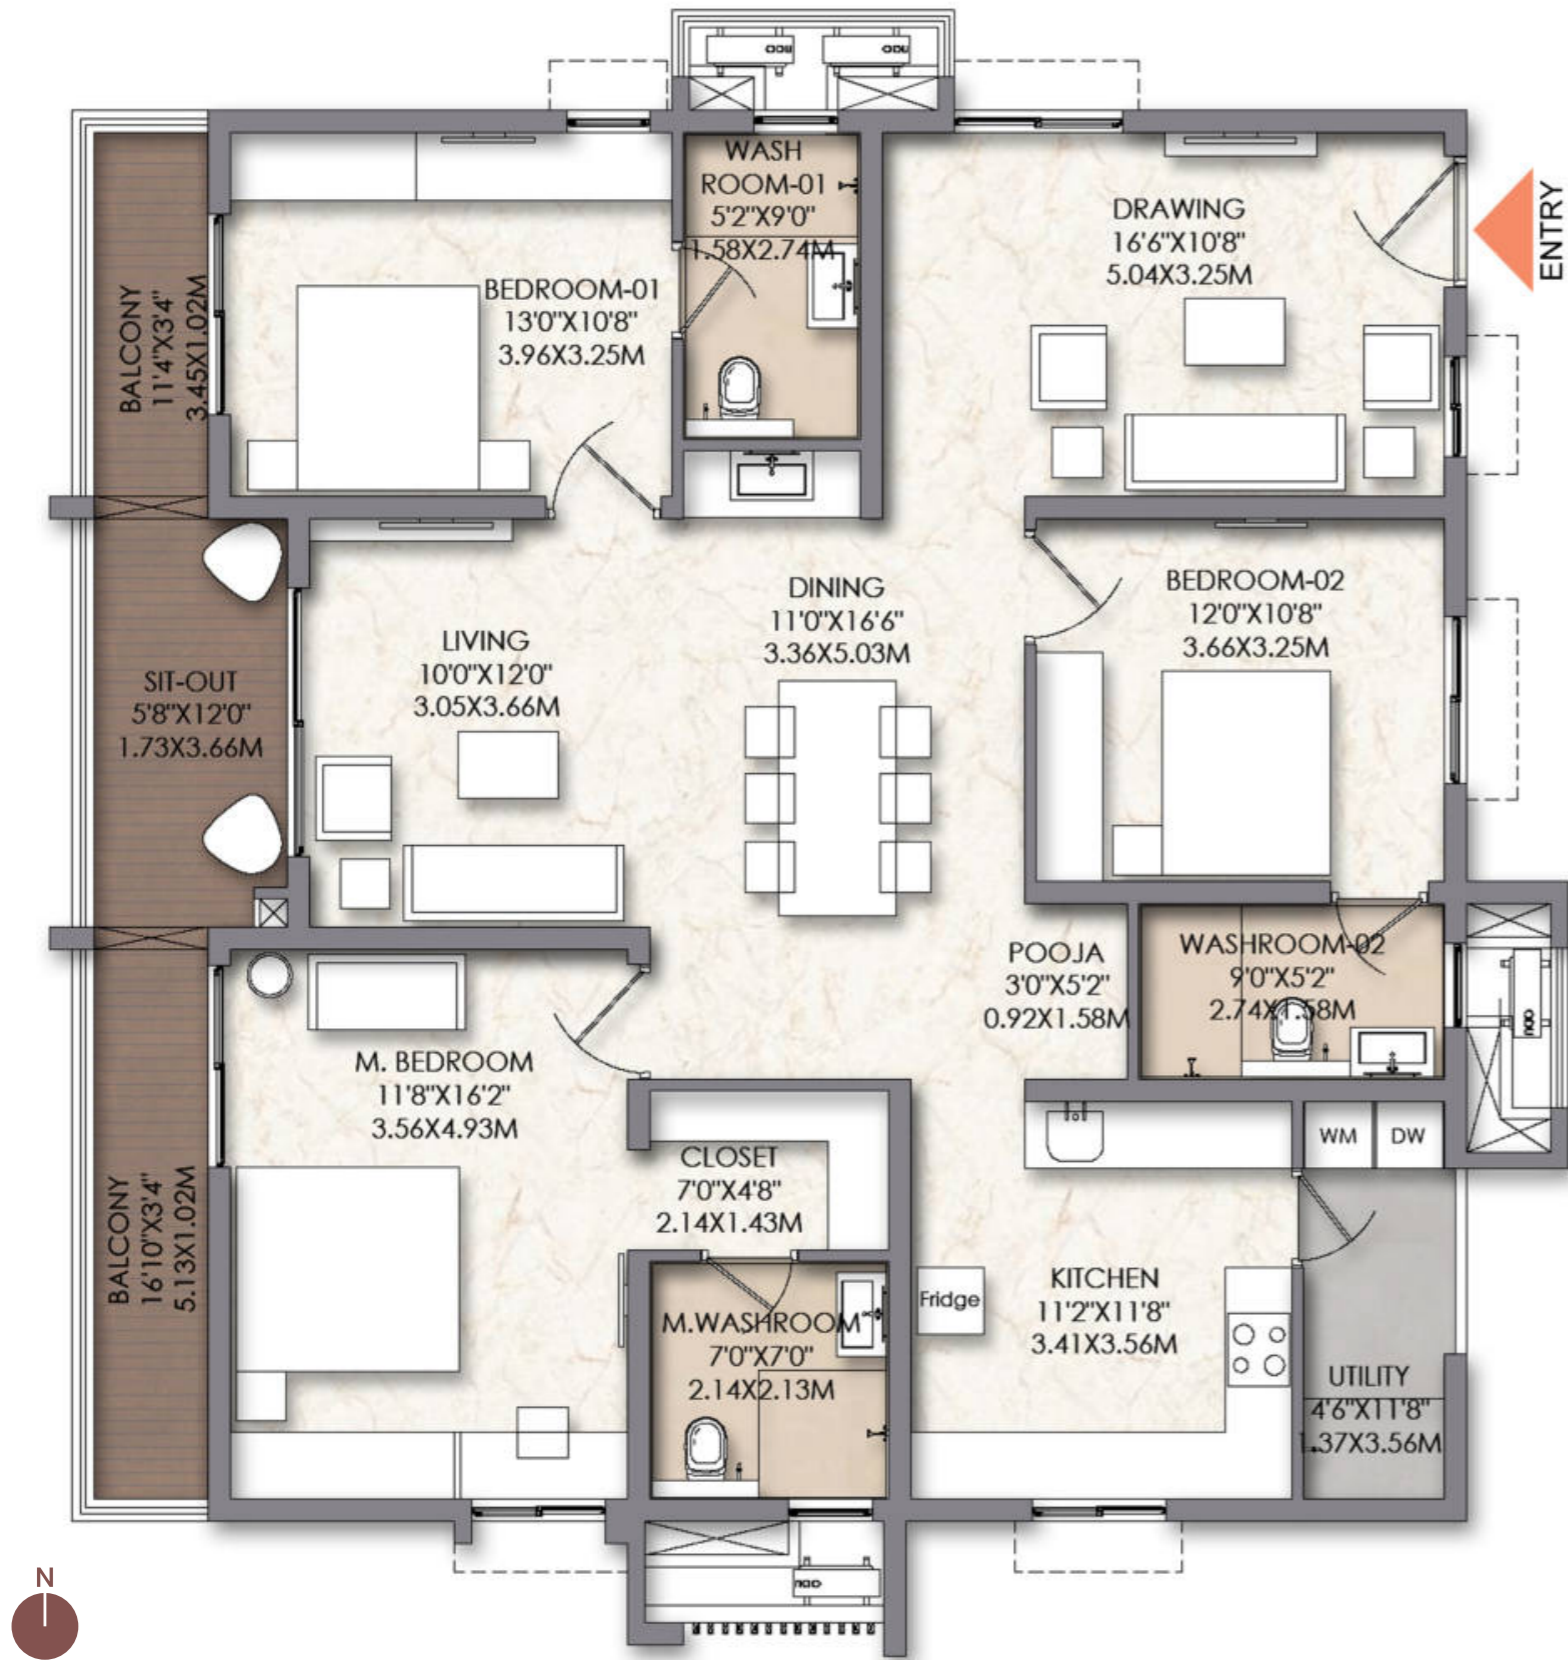 WASH
ROOM-01
5'2"X9'0"
1.58X2.74M
DRAWING
16'6"X10'8"
5.04X3.25M
ENTRY
BALCONY
11'4"X3'4"
3.45X1.02M
BEDROOM-01
13'0"X10'8"
3.96X3.25M
BEDROOM-02
12'0"X10'8"
3.66X3.25M
DINING
11'0"X16'6"
3.36X5.03M
LIVING
10'0"X12'0"
3.05X3.66M
SIT-OUT
5'8"X12'0"
1.73X3.66M
POOJA
3'0"X5'2"
0.92X1.58M
WASHROOM-02
9'0"X5'2"
2.74X1.58M
M. BEDROOM
11'8"X16'2"
3.56X4.93M
WM
DW
CLOSET
7'0"X4'8"
2.14X1.43M
BALCONY
16'10"X3'4"
5.13X1.02M
Fridge
KITCHEN
11'2"X11'8"
3.41X3.56M
M.WASHROOM
7'0"X7'0"
2.14X2.13M
UTILITY
4'6"X11'8"
1.37X3.56M
N